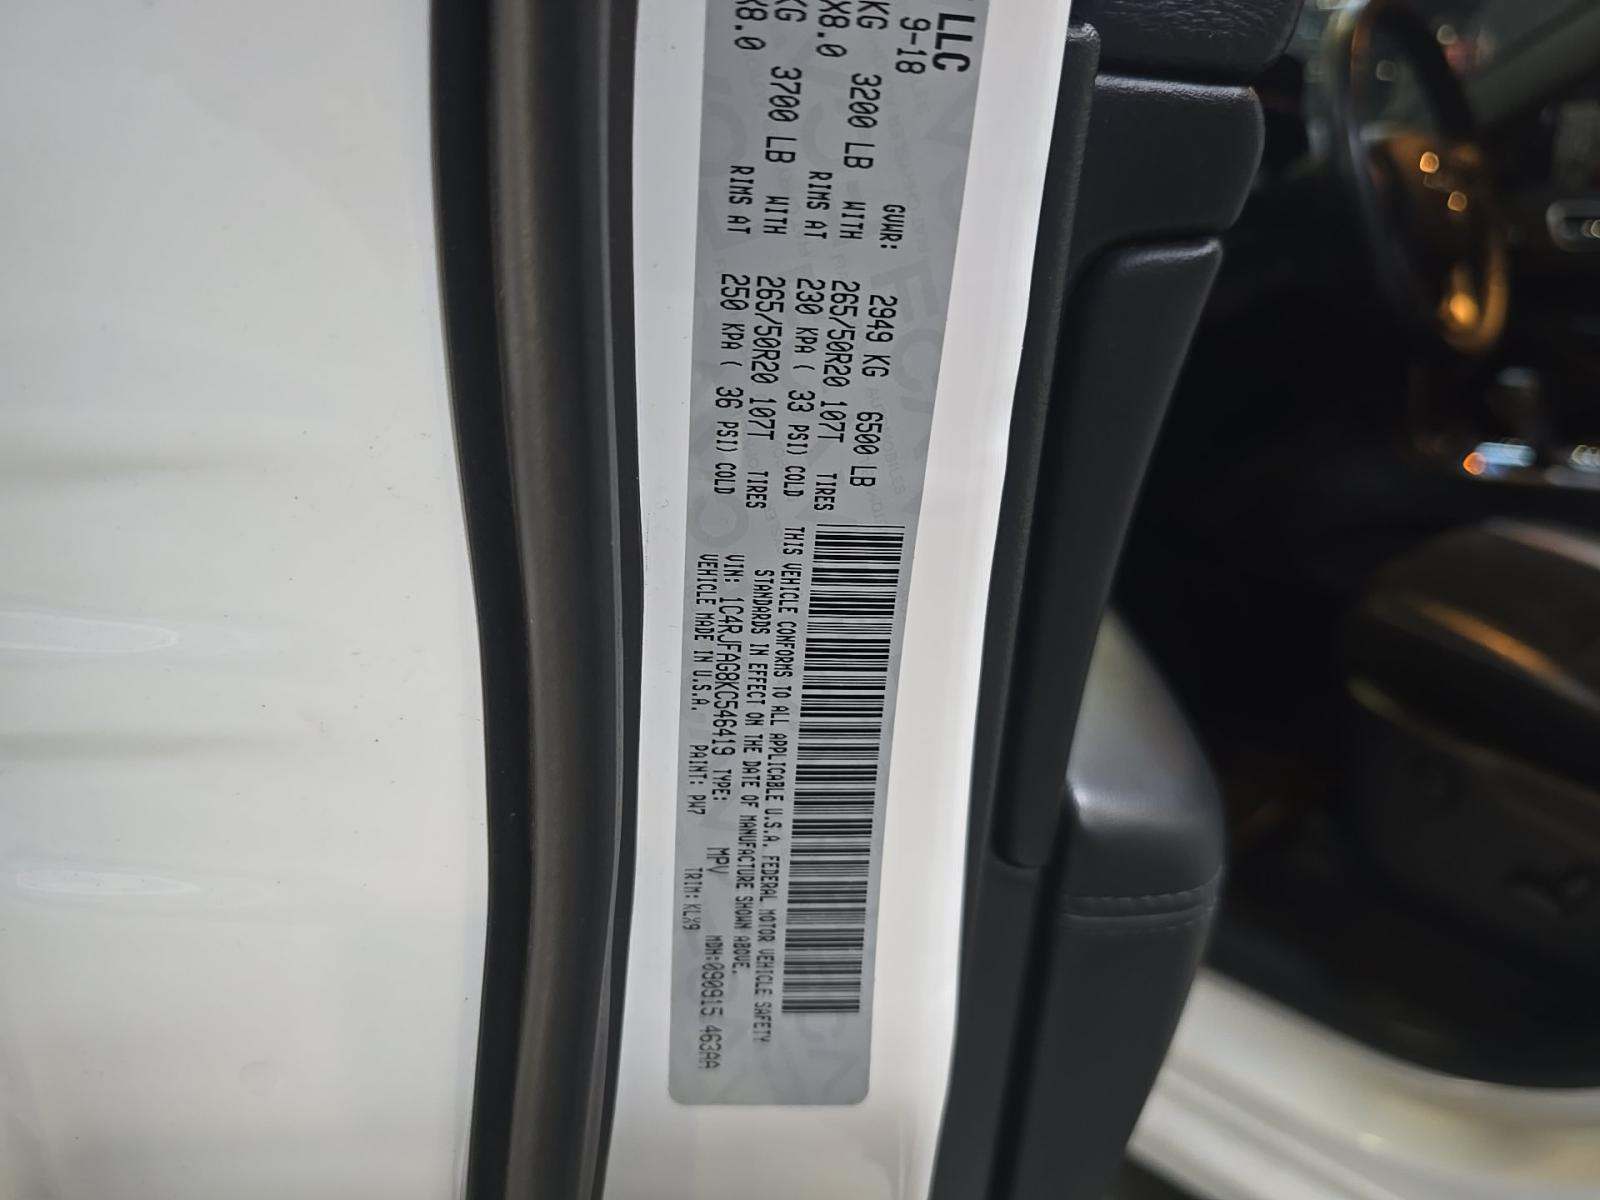 LLC
9-18
GVWR: 2949 KG 6500 LB
KG 3200 LB WITH 265/50R20 107T TIRES
X8.0 RIMS AT 230 KPA ( 33 PSI) COLD
KG 3700 LB WITH 265/50R20 107T TIRES
X8.0 RIMS AT 250 KPA ( 36 PSI) COLD
THIS VEHICLE CONFORMS TO ALL APPLICABLE U.S.A. FEDERAL MOTOR VEHICLE SAFETY
STANDARDS IN EFFECT ON THE DATE OF MANUFACTURE SHOWN ABOVE.
VIN: 1C4RJFAG8KC546419 TYPE: MPV MDH:090915 463AA
VEHICLE MADE IN U.S.A. PAINT: PW7 TRIM: KLX9